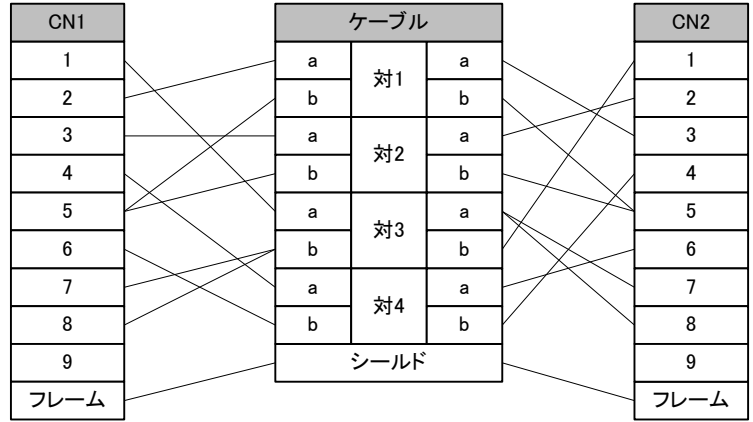 CN1 ケーブル CN2
1 a 対1 a 1
2 b b 2
3 a 対2 a 3
4 b b 4
5 a 対3 a 5
6 b b 6
7 a 対4 a 7
8 b b 8
9 シールド 9
フレーム フレーム